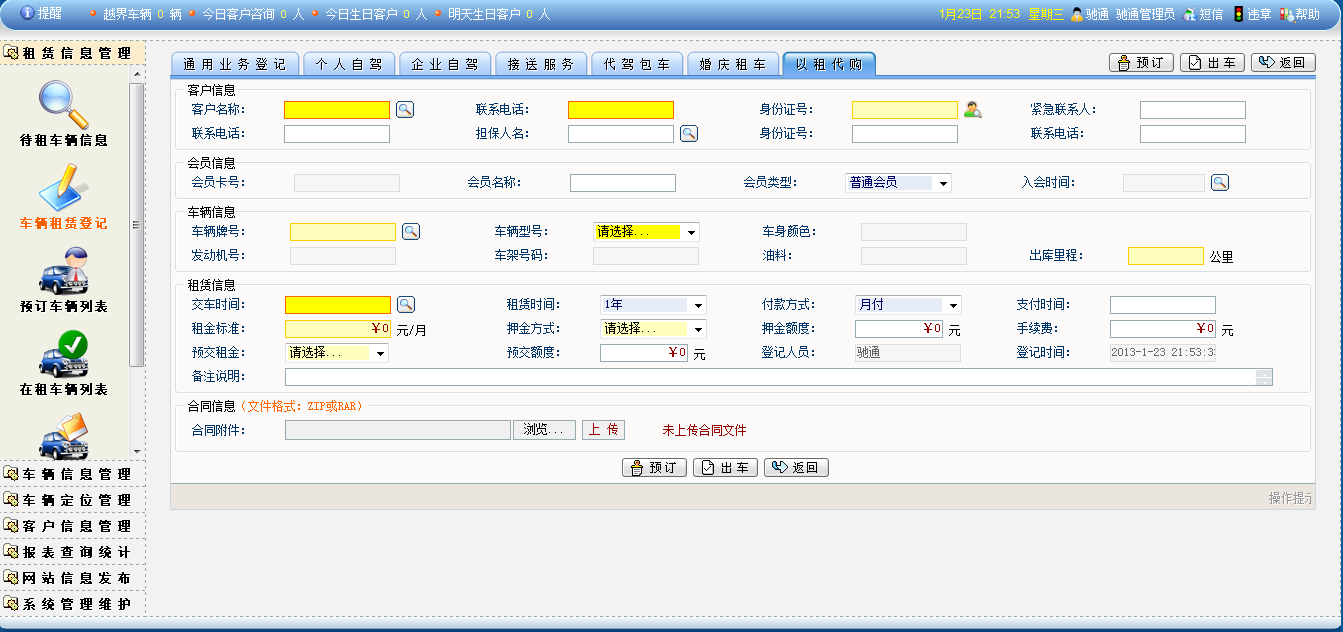 提醒 越界车辆 0 辆 今日客户咨询 0 人 今日生日客户 0 人 明天生日客户 0 人 1月23日 21:53 星期三 驰通 驰通管理员 短信 违章 帮助
租赁信息管理
待租车辆信息
车辆租赁登记
预订车辆列表
在租车辆列表
车辆信息管理
车辆定位管理
客户信息管理
报表查询统计
网站信息发布
系统管理维护
通用业务登记 个人自驾 企业自驾 接送服务 代驾包车 婚庆租车 以租代购 预订 出车 返回
客户信息
客户名称: 联系电话: 身份证号: 紧急联系人:
联系电话: 担保人名: 身份证号: 联系电话:
会员信息
会员卡号: 会员名称: 会员类型: 普通会员 入会时间:
车辆信息
车辆牌号: 车辆型号: 请选择... 车身颜色:
发动机号: 车架号码: 油料: 出库里程: 公里
租赁信息
交车时间: 租赁时间: 1年 付款方式: 月付 支付时间:
租金标准: ￥0 元/月 押金方式: 请选择... 押金额度: ￥0 元 手续费: ￥0 元
预交租金: 请选择... 预交额度: ￥0 元 登记人员: 驰通 登记时间: 2013-1-23 21:53:3
备注说明:
合同信息（文件格式: ZIP或RAR）
合同附件: 浏览... 上 传 未上传合同文件
预订 出车 返回
操作提示